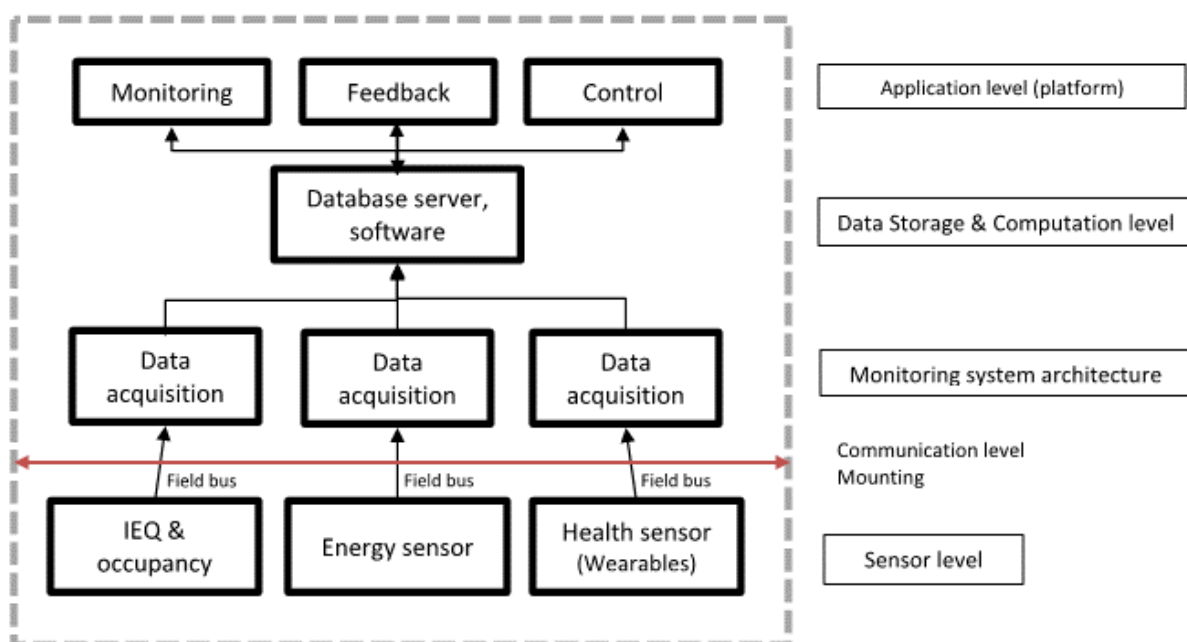 Monitoring
Feedback
Control
Application level (platform)
Database server,
software
Data Storage & Computation level
Data
acquisition
Data
acquisition
Data
acquisition
Monitoring system architecture
Communication level
Mounting
Field bus
Field bus
Field bus
IEQ &
occupancy
Energy sensor
Health sensor
(Wearables)
Sensor level